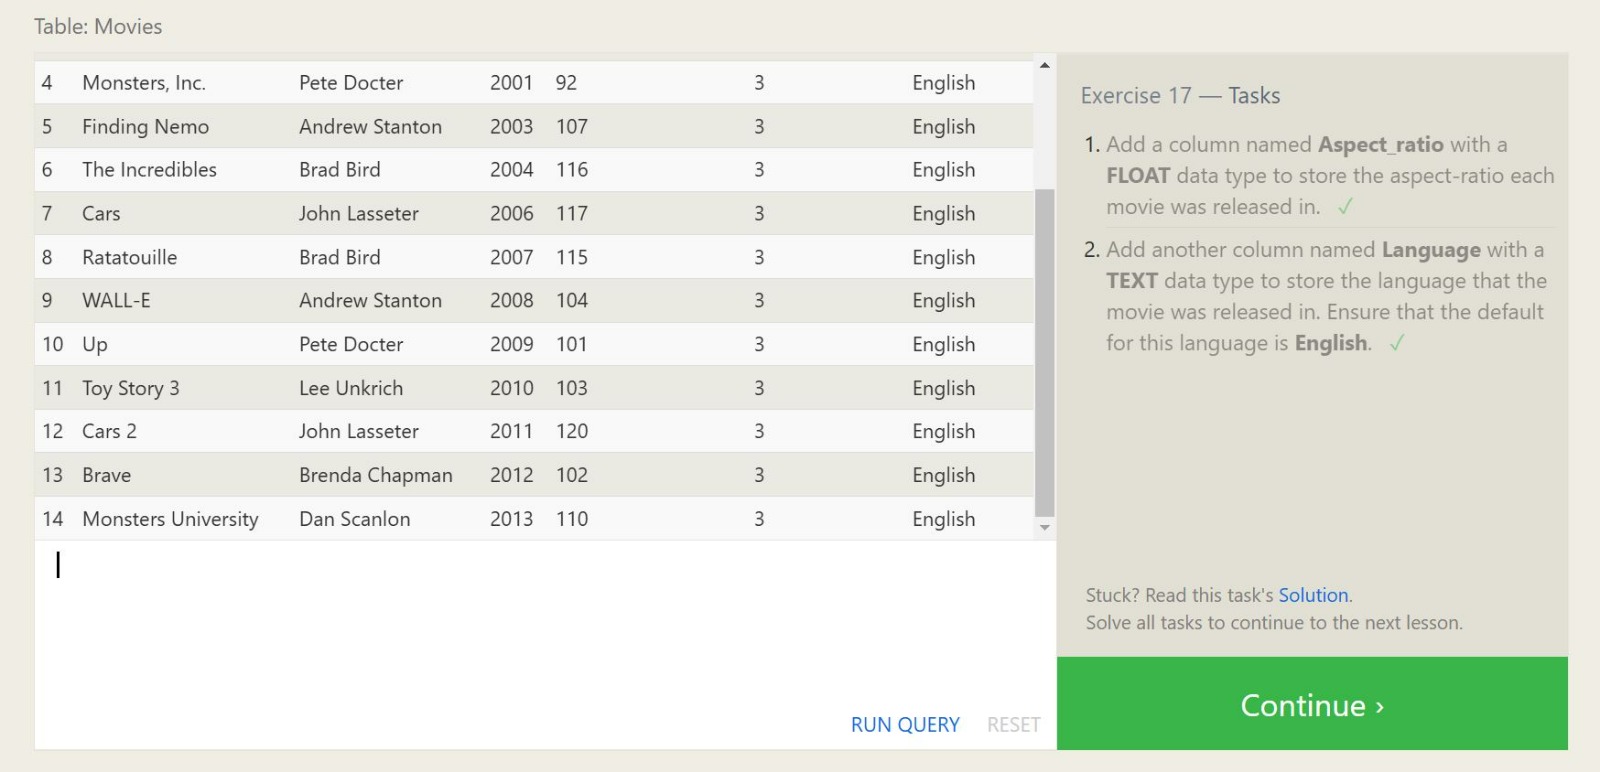 Table: Movies
4 Monsters, Inc. Pete Docter 2001 92 3 English
5 Finding Nemo Andrew Stanton 2003 107 3 English
6 The Incredibles Brad Bird 2004 116 3 English
7 Cars John Lasseter 2006 117 3 English
8 Ratatouille Brad Bird 2007 115 3 English
9 WALL-E Andrew Stanton 2008 104 3 English
10 Up Pete Docter 2009 101 3 English
11 Toy Story 3 Lee Unkrich 2010 103 3 English
12 Cars 2 John Lasseter 2011 120 3 English
13 Brave Brenda Chapman 2012 102 3 English
14 Monsters University Dan Scanlon 2013 110 3 English
RUN QUERY RESET
Exercise 17 — Tasks
1. Add a column named Aspect_ratio with a
FLOAT data type to store the aspect-ratio each
movie was released in. ✓
2. Add another column named Language with a
TEXT data type to store the language that the
movie was released in. Ensure that the default
for this language is English. ✓
Stuck? Read this task's Solution.
Solve all tasks to continue to the next lesson.
Continue ›